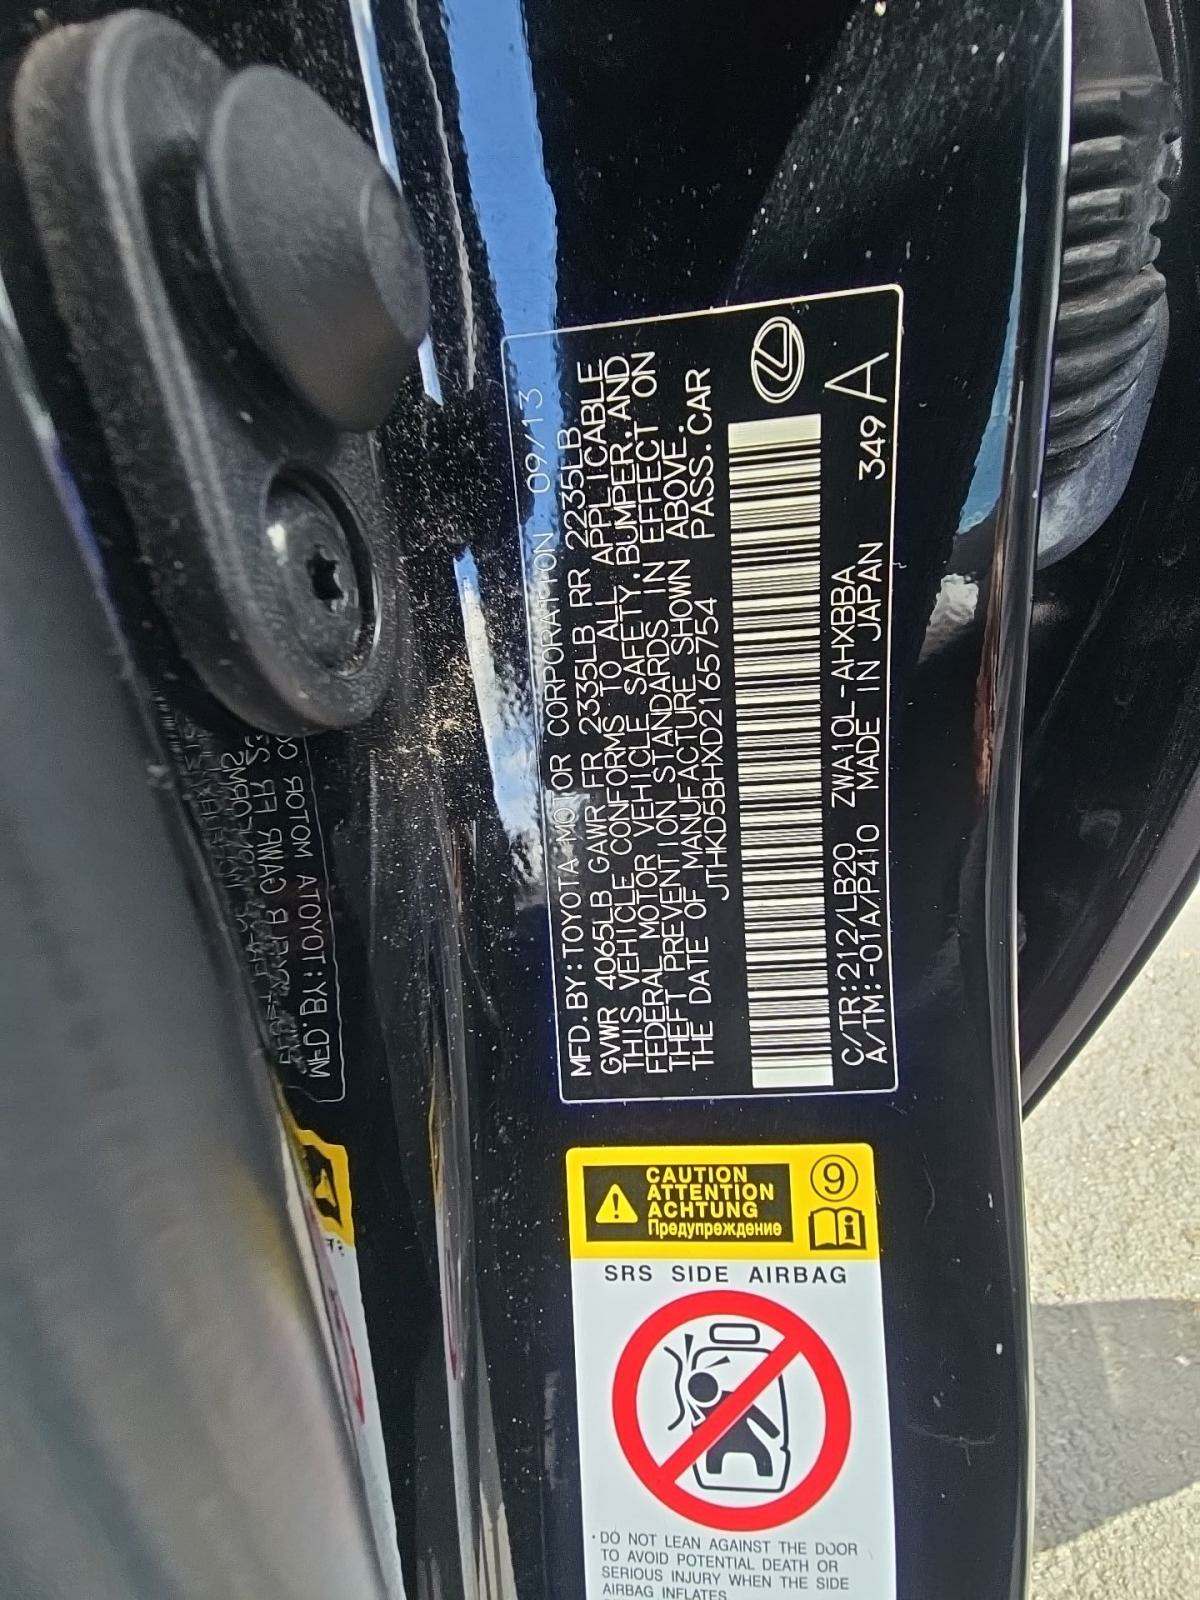 MFD.BY:TOYOTA MOTOR CORPORATION 09/13
GVWR 4065LB GAWR FR 2335LB RR 2235LB
THIS VEHICLE CONFORMS TO ALL APPLICABLE
FEDERAL MOTOR VEHICLE SAFETY,BUMPER,AND
THEFT PREVENTION STANDARDS IN EFFECT ON
THE DATE OF MANUFACTURE SHOWN ABOVE.
JTHKD5BHXD2165754 PASS.CAR
C/TR:212/LB20 ZWA10L-AHXBBA 349
A/TM:-01A/P410 MADE IN JAPAN A
CAUTION
ATTENTION
ACHTUNG
Предупреждение
9
i
SRS SIDE AIRBAG
·DO NOT LEAN AGAINST THE DOOR
TO AVOID POTENTIAL DEATH OR
SERIOUS INJURY WHEN THE SIDE
AIRBAG INFLATES.